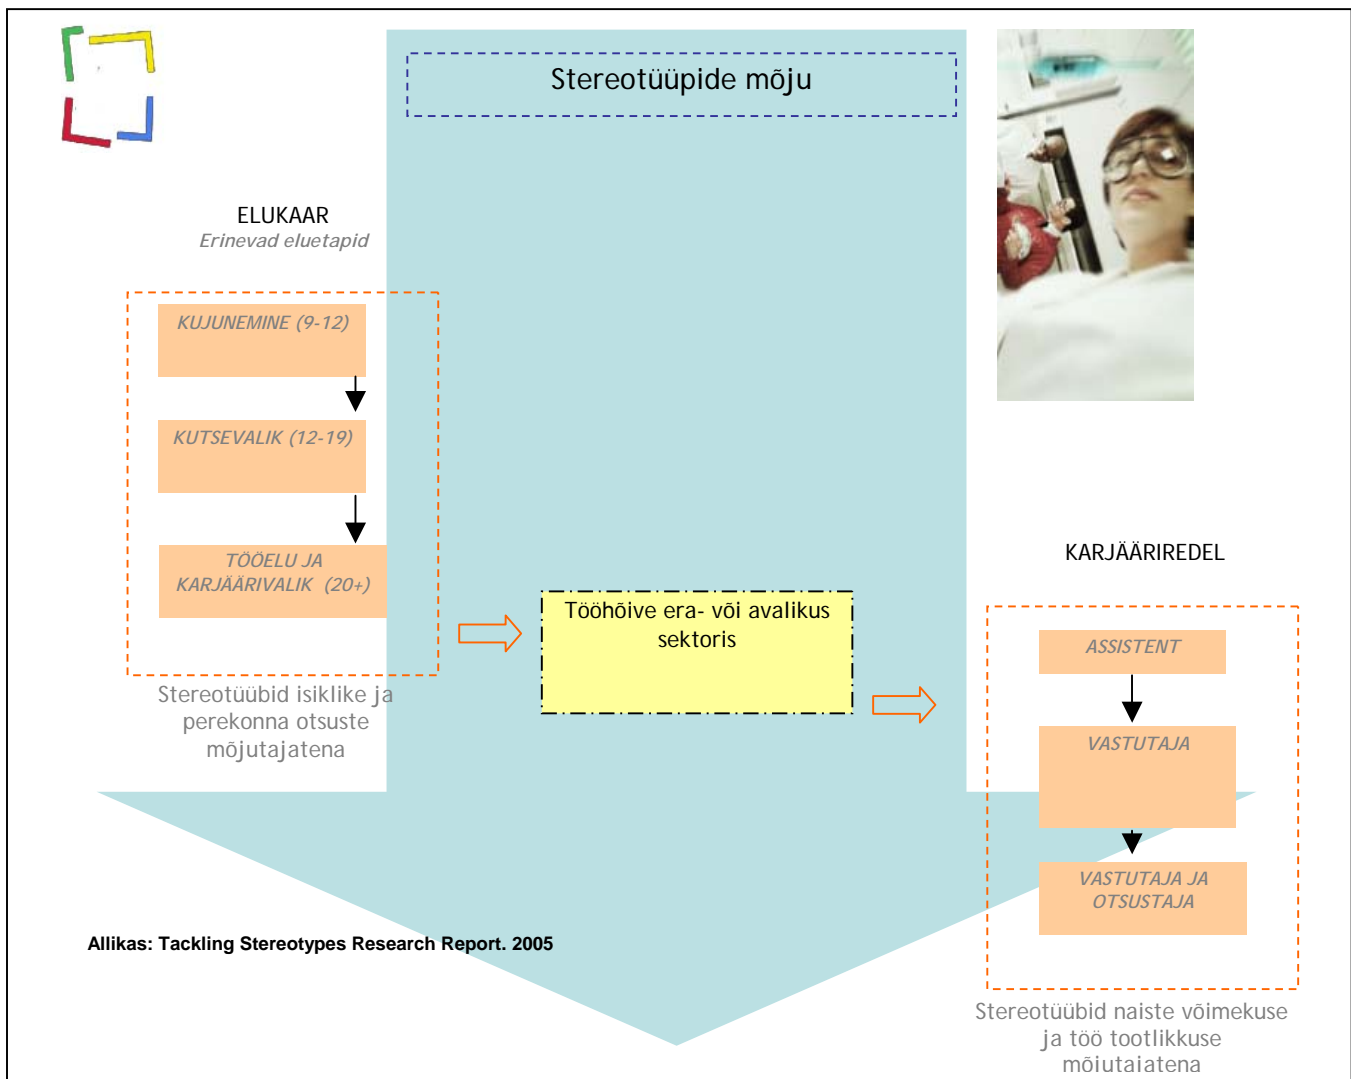 Stereotüüpide mõju
ELUKAAR
Erinevad eluetapid
KUJUNEMINE (9-12)
KUTSEVALIK (12-19)
TÖÖELU JA
KARJÄÄRIVALIK (20+)
Stereotüübid isiklike ja
perekonna otsuste
mõjutajatena
Tööhõive era- või avalikus
sektoris
KARJÄÄRIREDEL
ASSISTENT
VASTUTAJA
VASTUTAJA JA
OTSUSTAJA
Stereotüübid naiste võimekuse
ja töö tootlikkuse
mõjutajatena
Allikas: Tackling Stereotypes Research Report. 2005